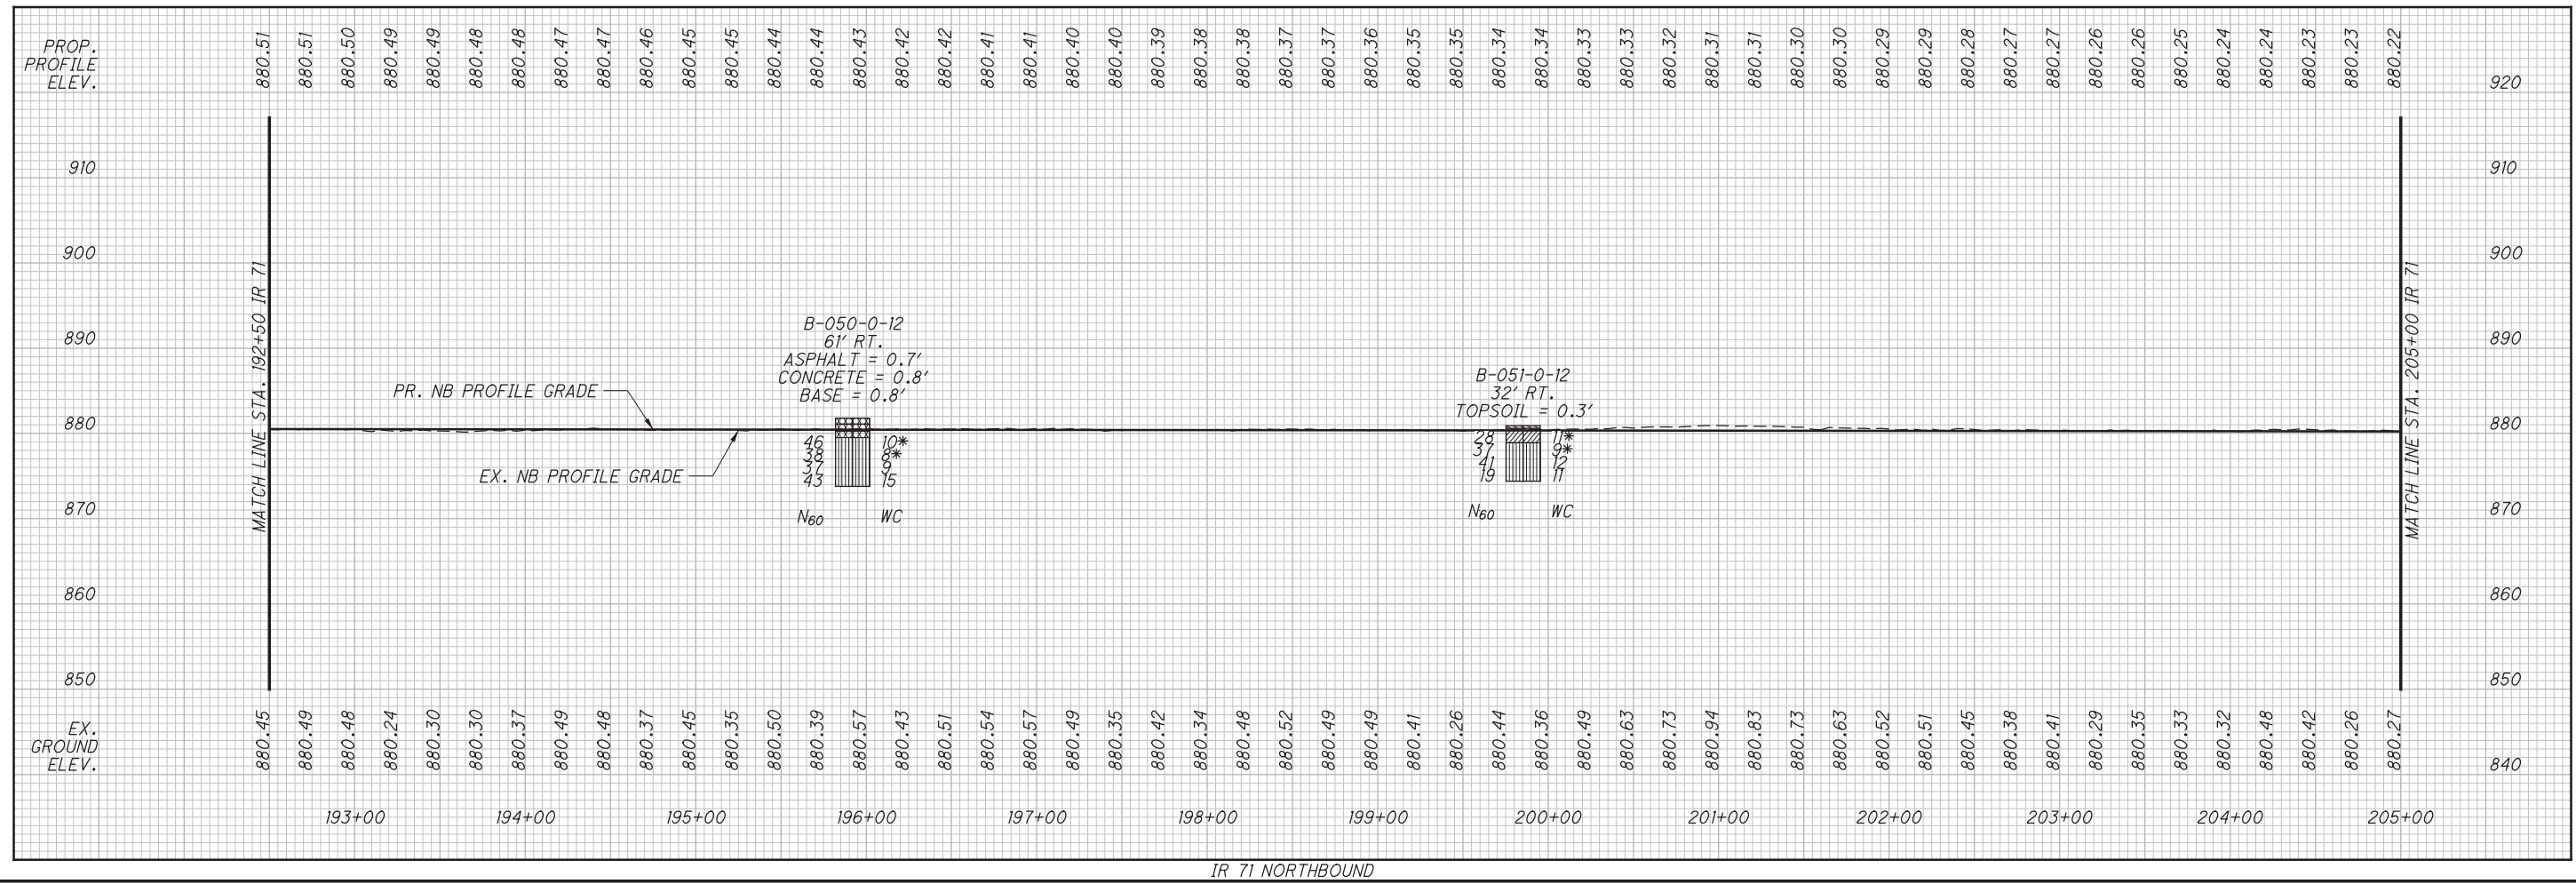 PROP.
PROFILE
ELEV.
880.51 880.51 880.50 880.49 880.49 880.48 880.48 880.47 880.47 880.46 880.45 880.45 880.44 880.44 880.43 880.42 880.42 880.41 880.41 880.40 880.40 880.39 880.38 880.38 880.37 880.37 880.36 880.35 880.35 880.34 880.34 880.33 880.33 880.32 880.31 880.31 880.30 880.30 880.29 880.29 880.28 880.27 880.27 880.26 880.26 880.25 880.24 880.24 880.23 880.23 880.22
920
910 910
900 900
MATCH LINE STA. 192+50 IR 71
MATCH LINE STA. 205+00 IR 71
890 890
B-050-0-12
61' RT.
ASPHALT = 0.7'
CONCRETE = 0.8'
BASE = 0.8'
PR. NB PROFILE GRADE
B-051-0-12
32' RT.
TOPSOIL = 0.3'
880 880
46 10*
38 8*
37 9
43 15
28 11*
37 9*
41 12
19 11
EX. NB PROFILE GRADE
870 870
N60 WC
N60 WC
860 860
850 850
EX.
GROUND
ELEV.
880.45 880.49 880.48 880.24 880.30 880.30 880.37 880.49 880.48 880.37 880.45 880.35 880.50 880.39 880.57 880.43 880.51 880.54 880.57 880.49 880.35 880.42 880.34 880.48 880.52 880.49 880.49 880.41 880.26 880.44 880.36 880.49 880.63 880.73 880.94 880.83 880.73 880.63 880.52 880.51 880.45 880.38 880.41 880.29 880.35 880.33 880.32 880.48 880.42 880.26 880.27
840
193+00 194+00 195+00 196+00 197+00 198+00 199+00 200+00 201+00 202+00 203+00 204+00 205+00
IR 71 NORTHBOUND